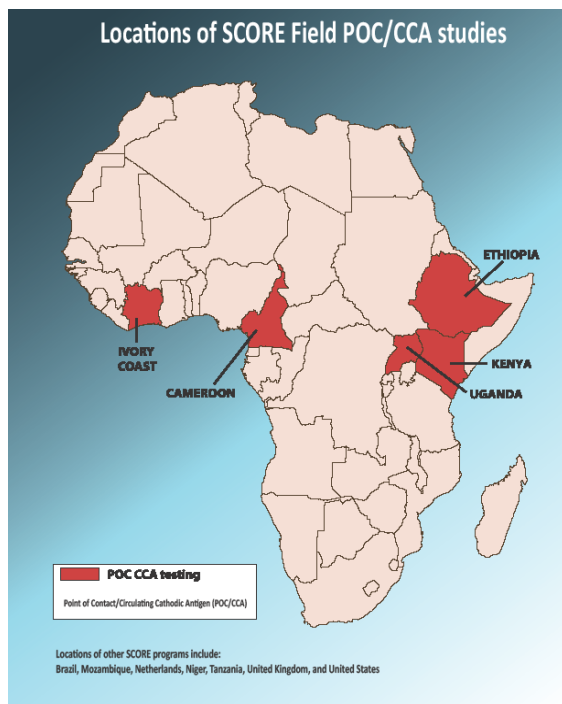 Locations of SCORE Field POC/CCA studies
ETHIOPIA
IVORY
COAST
KENYA
CAMEROON
UGANDA
POC CCA testing
Point of Contact/Circulating Cathodic Antigen (POC/CCA)
Locations of other SCORE programs include:
Brazil, Mozambique, Netherlands, Niger, Tanzania, United Kingdom, and United States